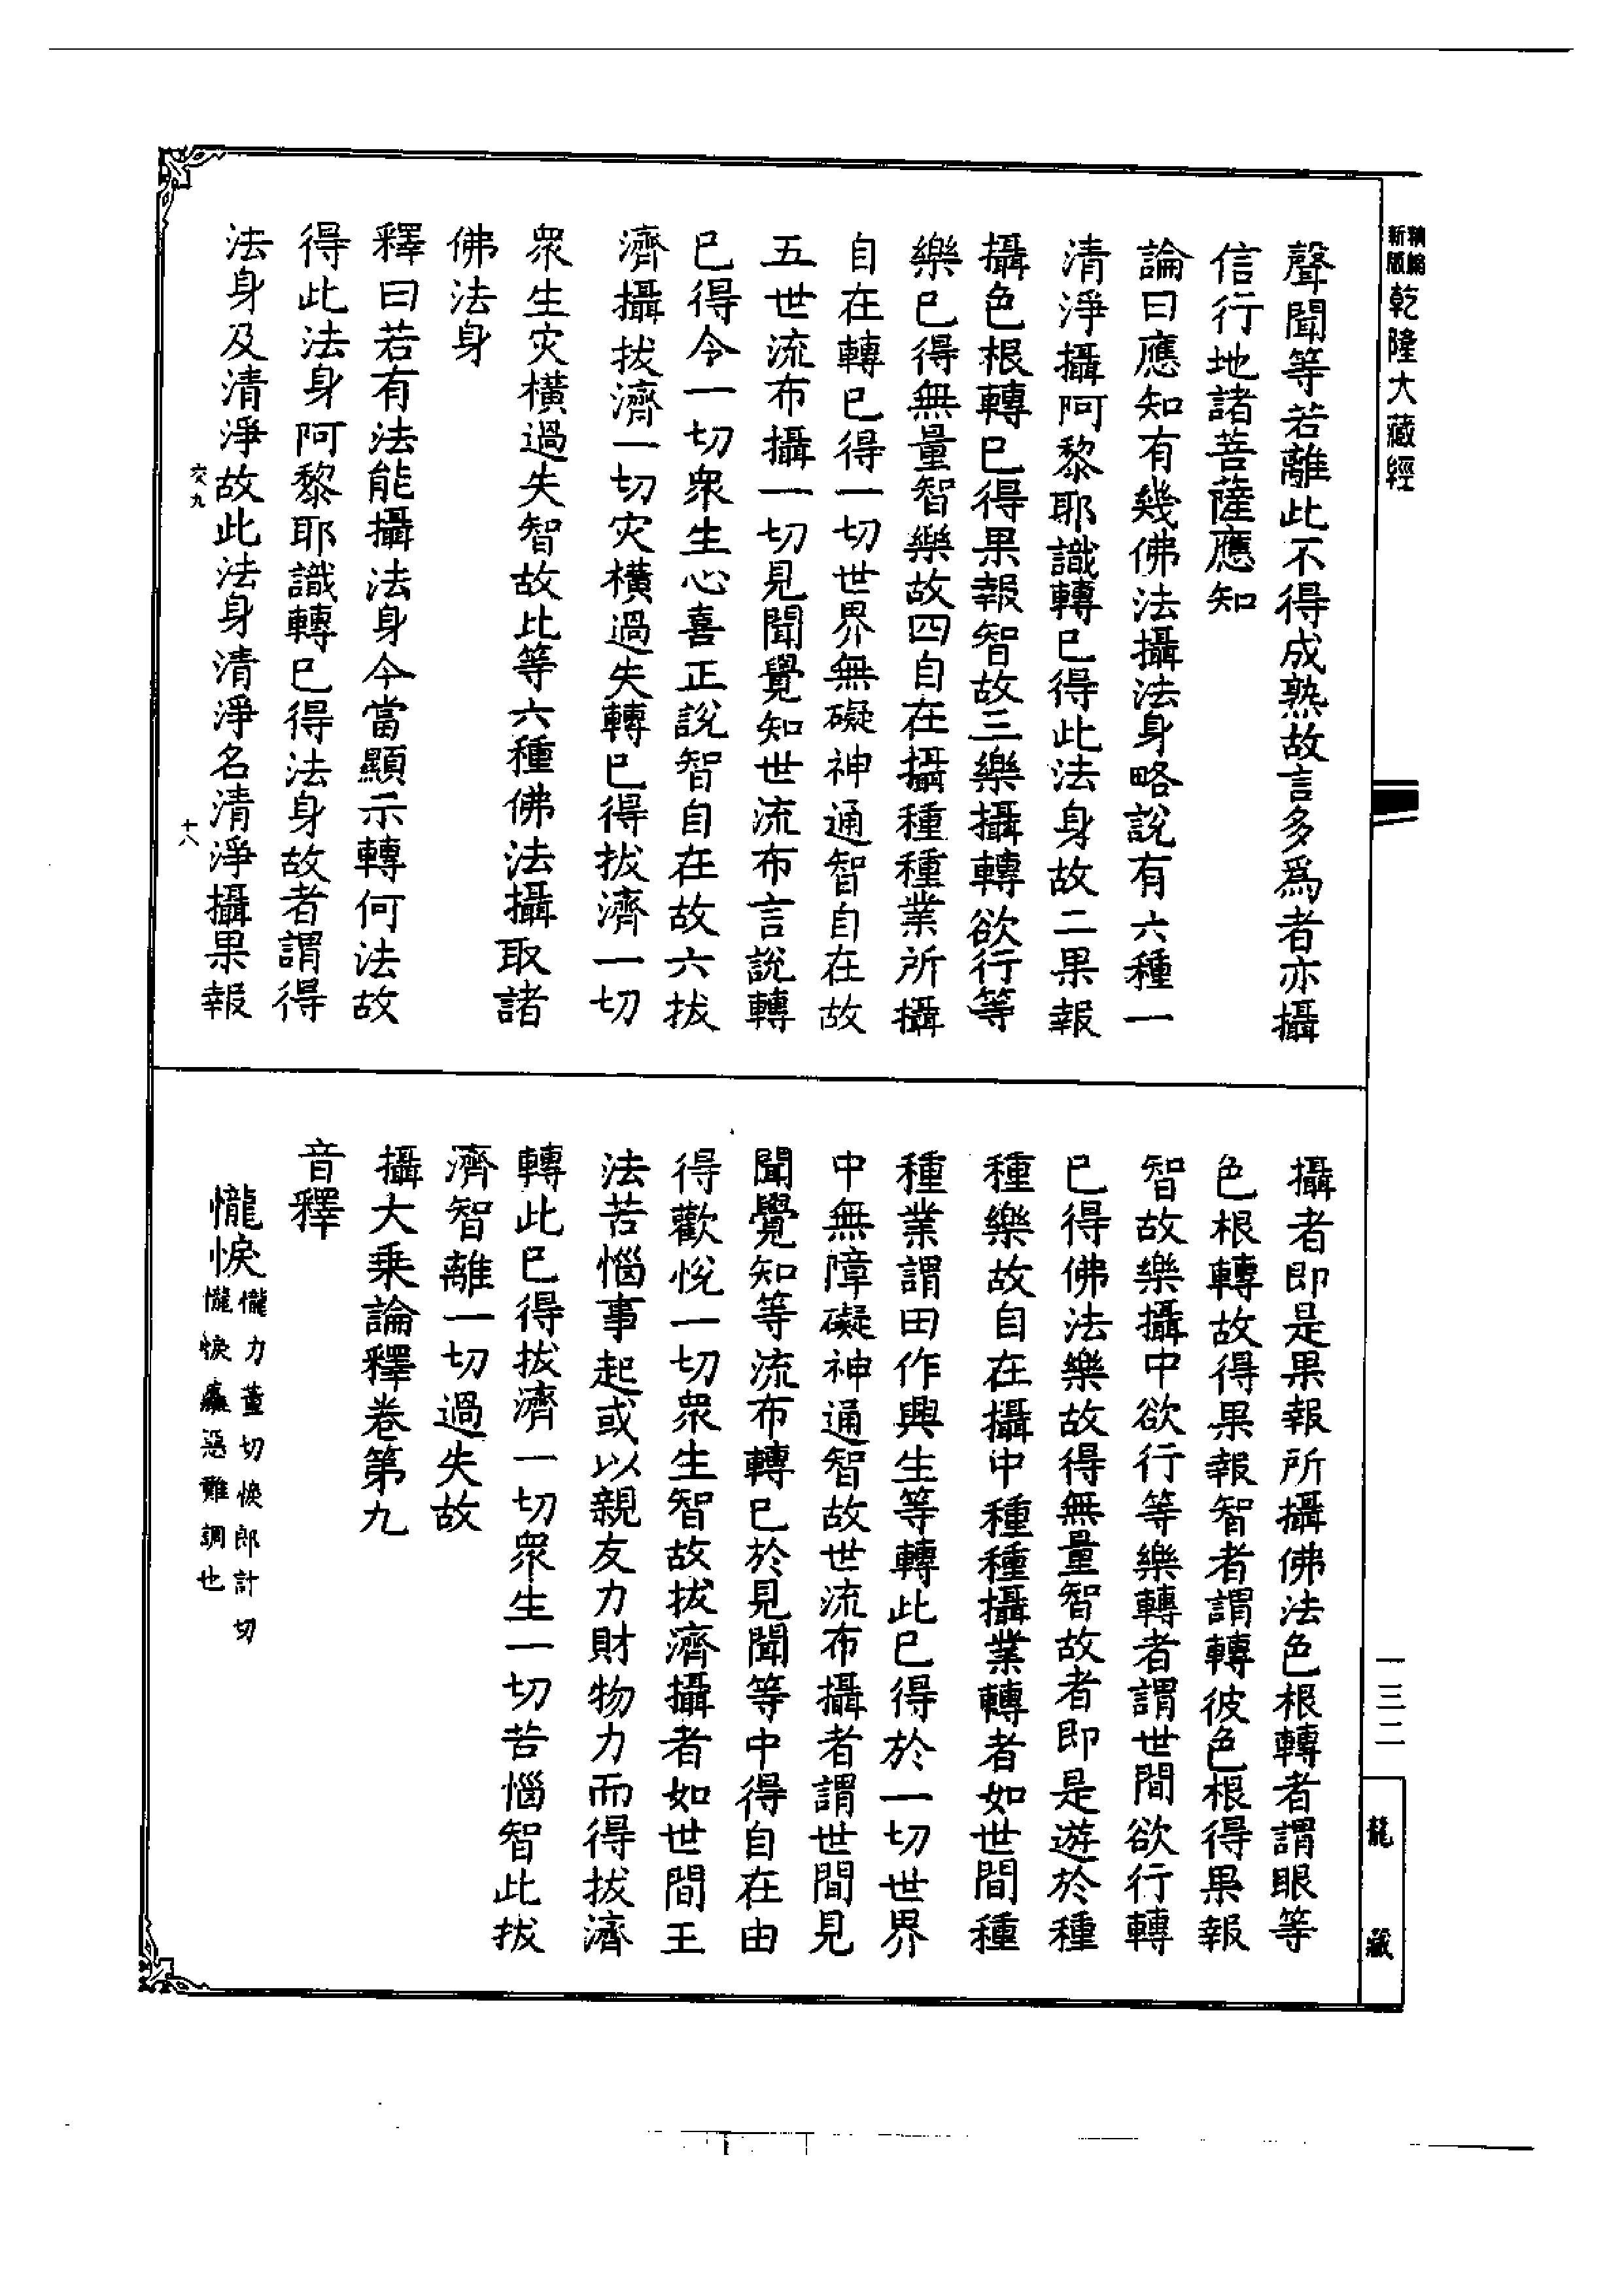 新版
精縮
乾隆大藏經
聲聞等若離此不得成熟故言多爲者亦攝
信行地諸菩薩應知
論曰應知有幾佛法攝法身略說有六種一
清淨攝阿黎耶識轉已得此法身故二果報
攝色根轉已得果報智故三樂攝轉欲行等
樂已得無量智樂故四自在攝種種業所攝
自在轉已得一切世界無礙神通智自在故
五世流布攝一切見聞覺知世流布言說轉
已得令一切衆生心喜正說智自在故六拔
濟攝拔濟一切灾橫過失轉已得拔濟一切
衆生灾橫過失智故比等六種佛法攝取諸
佛法身
釋曰若有法能攝法身今當顯示轉何法故
得此法身阿黎耶識轉已得法身故者謂得
法身及清淨故此法身清淨名清淨攝果報
交九
十八
攝者即是果報所攝佛法色根轉者謂眼等
色根轉故得果報智者謂轉彼色根得果報
智故樂攝中欲行等樂轉者謂世間欲行轉
已得佛法樂故得無量智故者即是遊於種
種樂故自在攝中種種攝業轉者如世間種
種業謂田作興生等轉此已得於一切世界
中無障礙神通智故世流布攝者謂世間見
聞覺知等流布轉已於見聞等中得自在由
得歡悅一切衆生智故拔濟攝者如世間王
法苦惱事起或以親友力財物力而得拔濟
轉此已得拔濟一切衆生一切苦惱智此拔
濟智離一切過失故
攝大乘論釋卷第九
音釋
㦕悷
㦕力董切悷郎計切
㦕悷麤惡難調也
一三二
龍藏